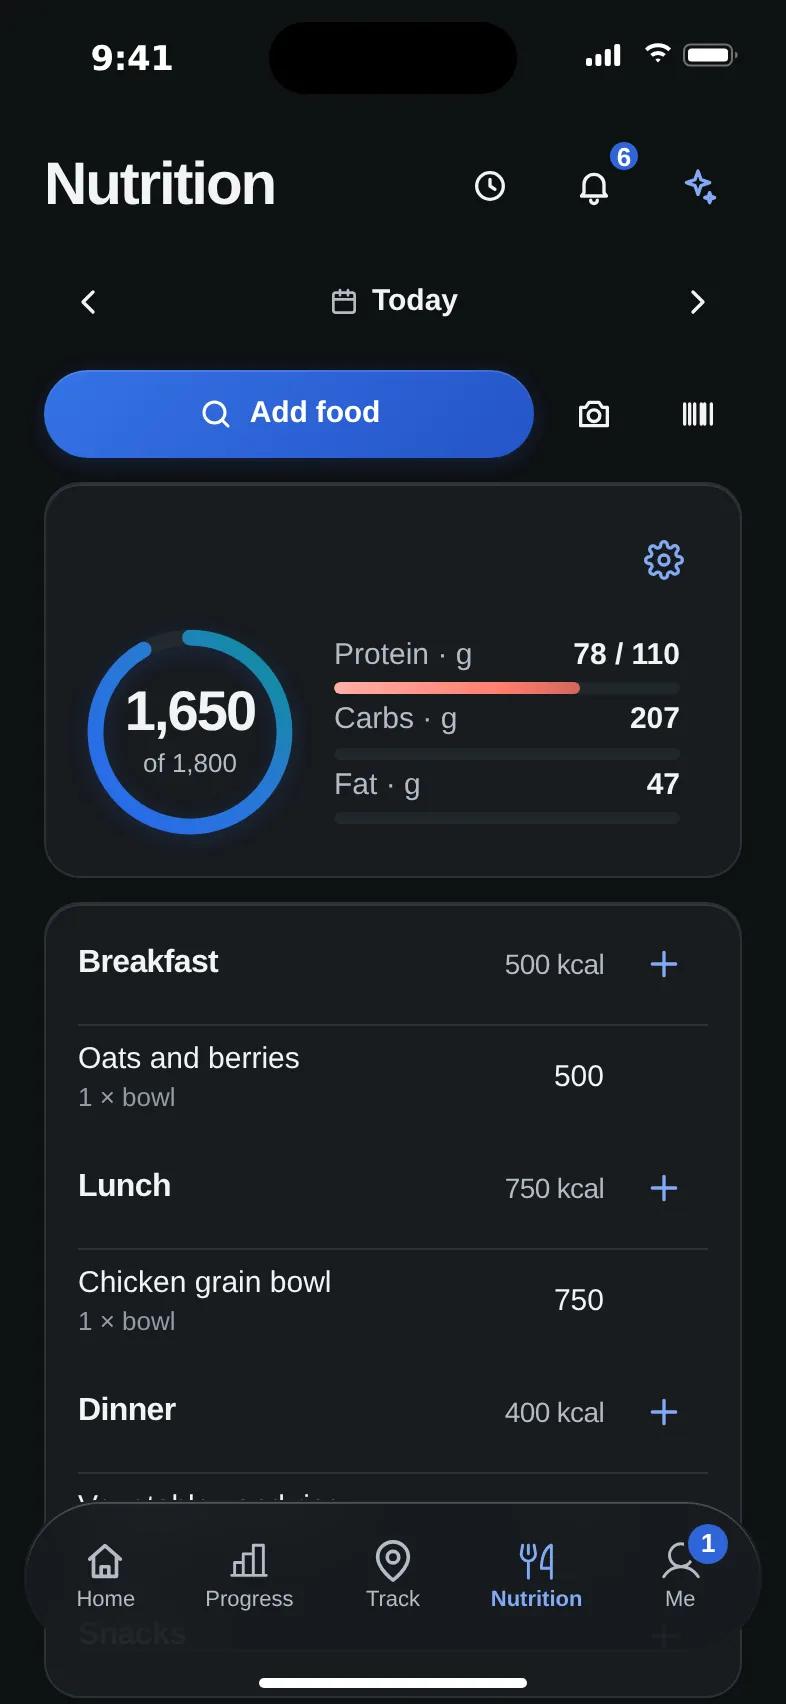 9:41
Nutrition
6
Today
Add food
1,650
of 1,800
Protein · g 78 / 110
Carbs · g 207
Fat · g 47
Breakfast 500 kcal
Oats and berries
1 × bowl
500
Lunch 750 kcal
Chicken grain bowl
1 × bowl
750
Dinner 400 kcal
1
Home Progress Track Nutrition Me
Snacks